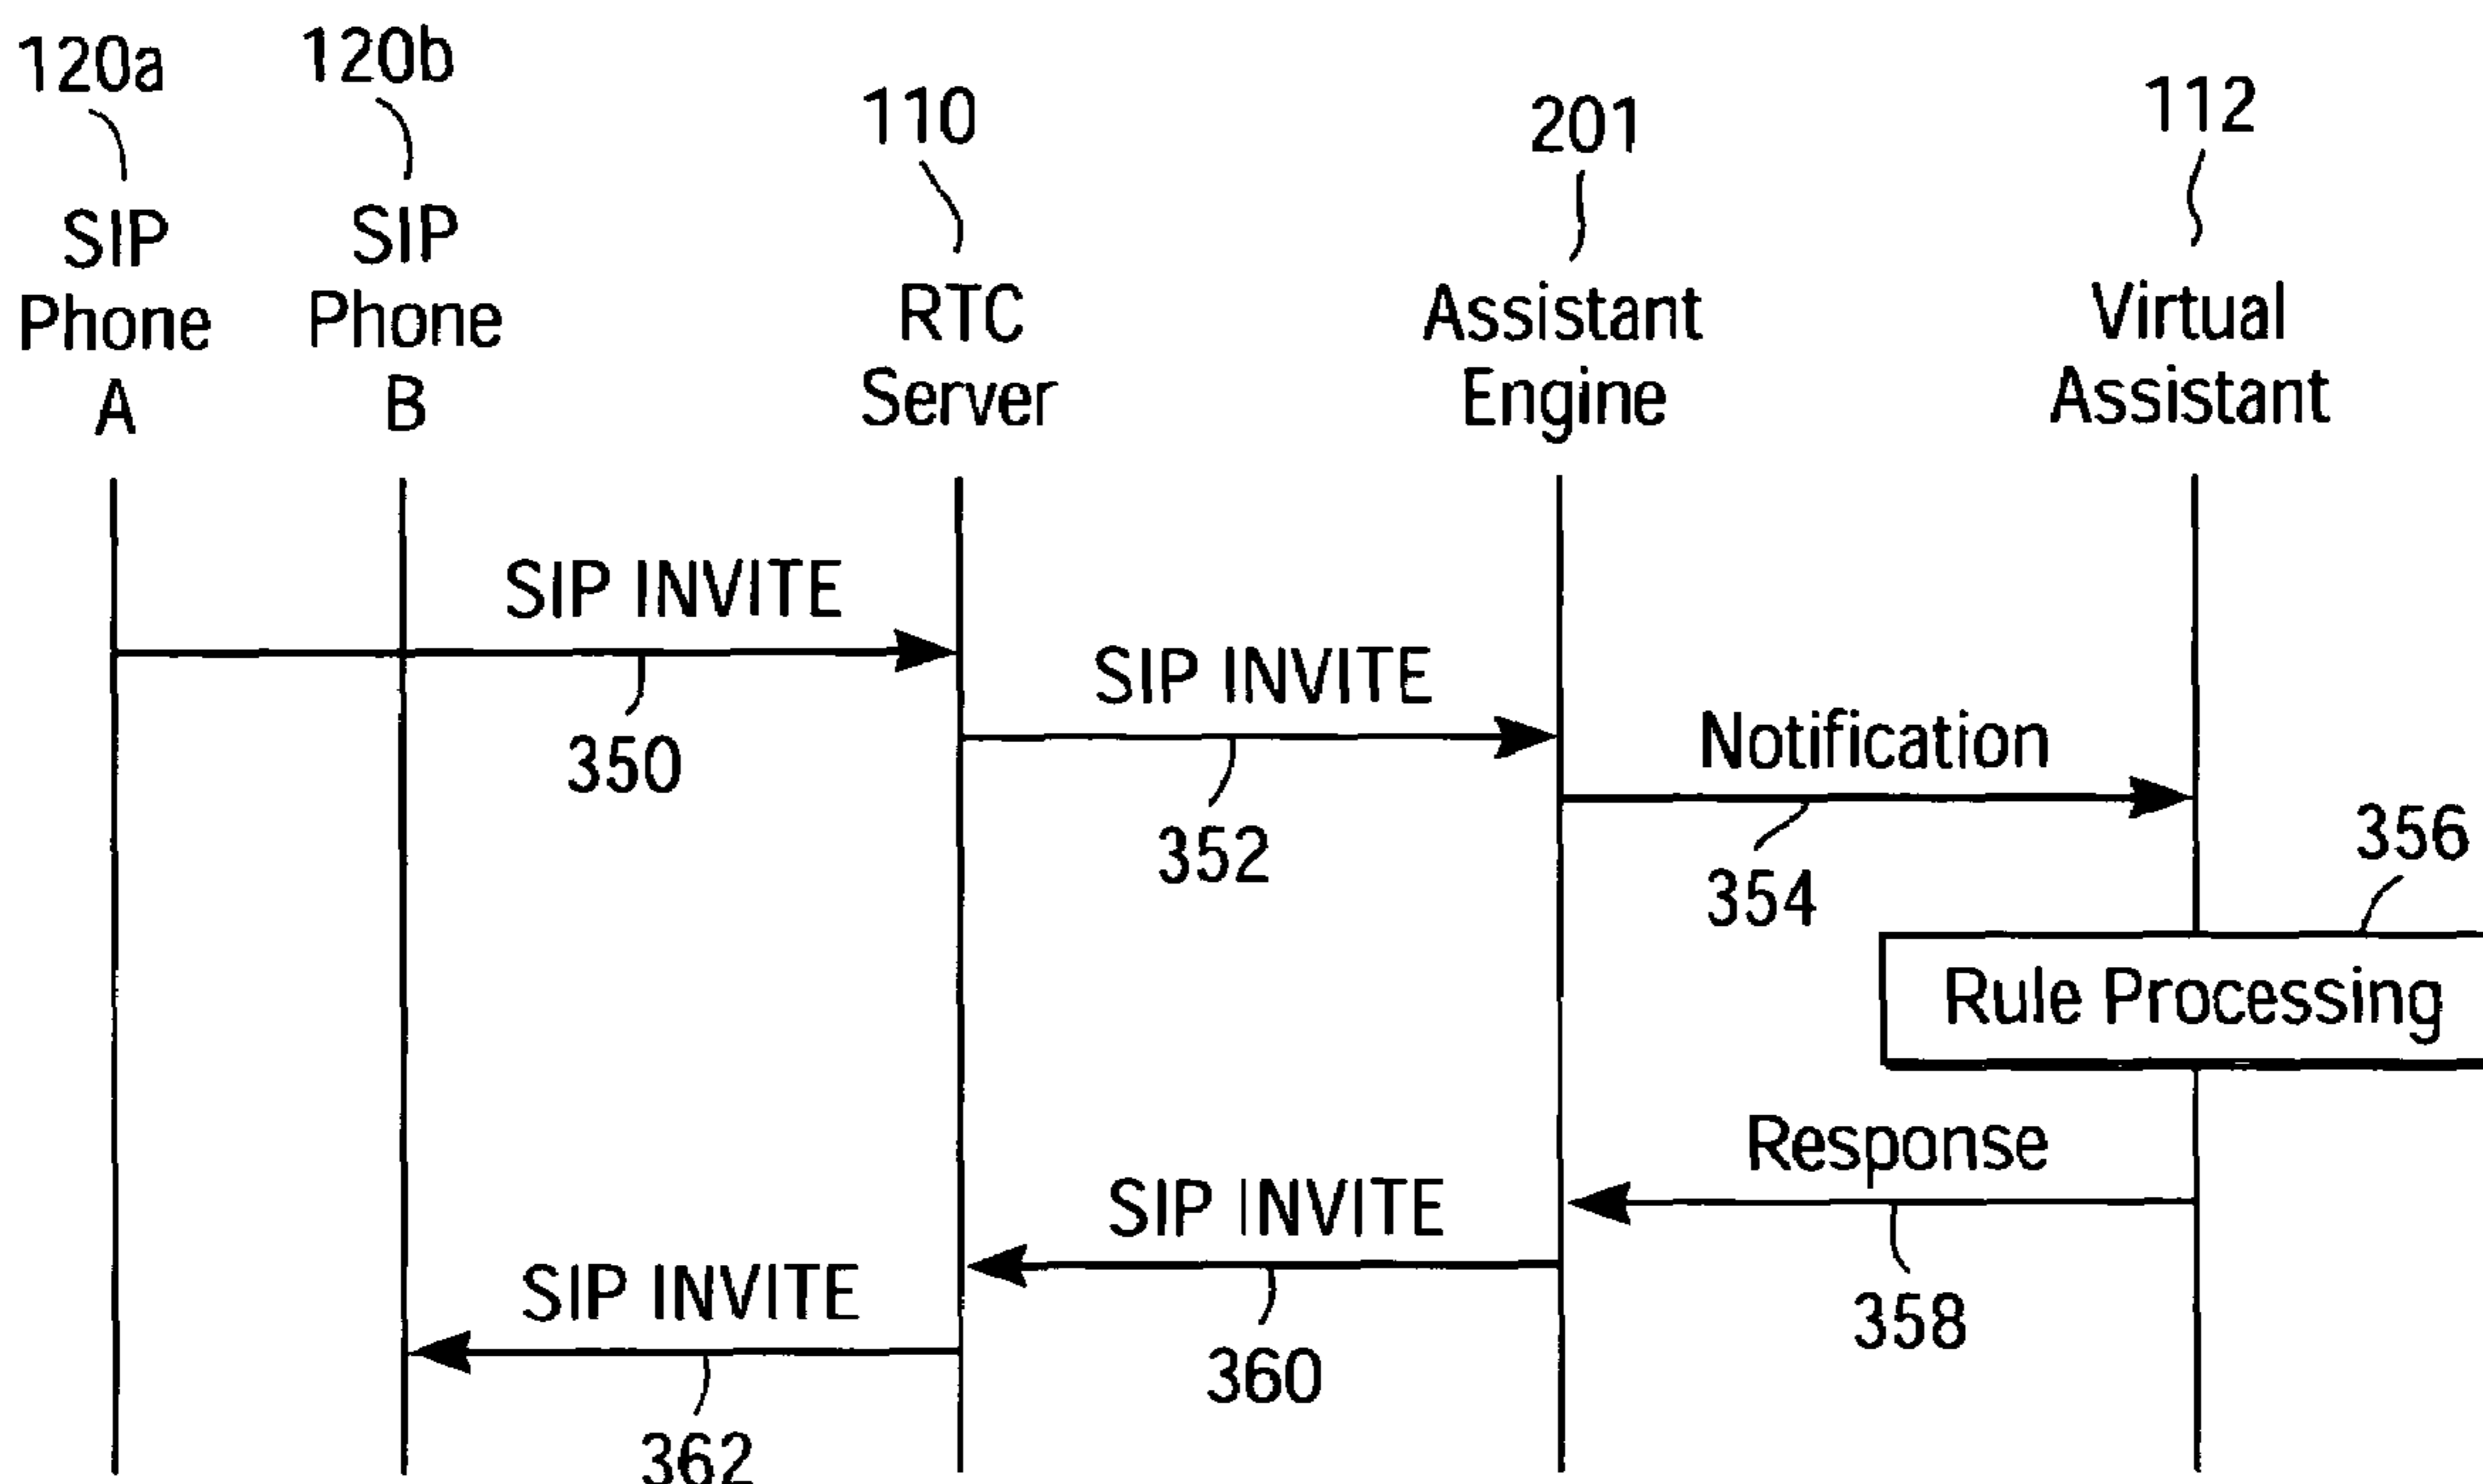 120a
120b
110
201
112
SIP
Phone
A
SIP
Phone
B
RTC
Server
Assistant
Engine
Virtual
Assistant
SIP INVITE
350
SIP INVITE
352
Notification
354
356
Rule Processing
Response
358
SIP INVITE
360
SIP INVITE
362